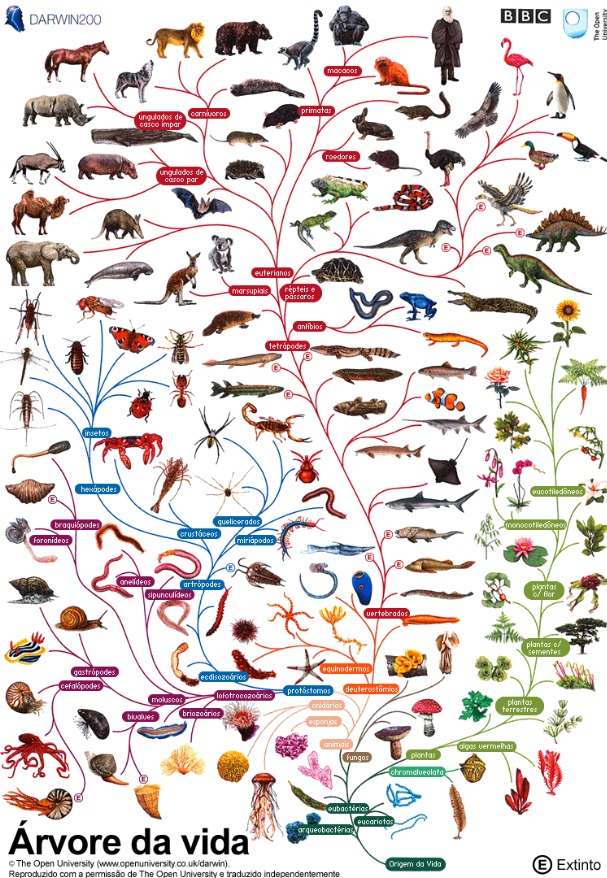 DARWIN200
BBC
The Open
University
macacos
carnívoros
primatas
ungulados de
casco ímpar
roedores
ungulados de
casco par
E
E
E
euterianos
marsupiais
répteis e
pássaros
anfíbios
tetrápodes
E
E
E
insetos
hexápodes
eucotiledôneos
E
quelicerados
braquiópodes
monocotiledôneos
crustáceos
foronídeos
miriápodes
E
E
E
anelídeos
artrópodes
plantas
c/ flor
sipunculídeos
vertebrados
plantas c/
sementes
equinodermos
gastrópodes
ecdisozoários
cefalópodes
protóstomos
deuterostômios
lofotrocozoários
moluscos
cnidários
plantas
terrestres
bivalves
briozoários
esponjas
animais
algas vermelhas
fungos
plantas
chromalveolata
E
E
eubactérias
eucariotas
arqueobactérias
Origem da Vida
Árvore da vida
© The Open University (www.openuniversity.co.uk/darwin).
Reproduzido com a permissão de The Open University e traduzido independentemente
E Extinto